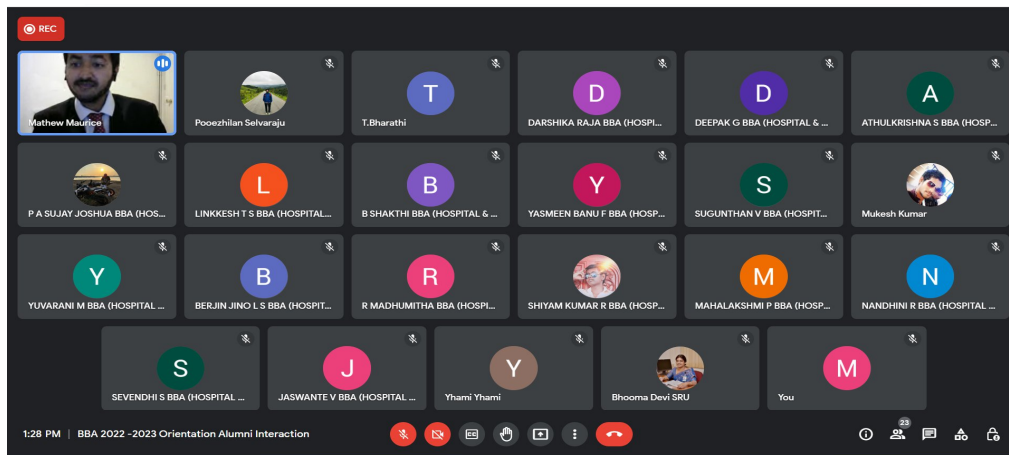 REC
Mathew Maurice
Pooezhilan Selvaraju
T
T.Bharathi
D
DARSHIKA RAJA BBA (HOSPI...
D
DEEPAK G BBA (HOSPITAL & ...
A
ATHULKRISHNA S BBA (HOSP...
P A SUJAY JOSHUA BBA (HOS...
L
LINKKESH T S BBA (HOSPITAL...
B
B SHAKTHI BBA (HOSPITAL & ...
Y
YASMEEN BANU F BBA (HOSP...
S
SUGUNTHAN V BBA (HOSPIT...
Mukesh Kumar
Y
YUVARANI M BBA (HOSPITAL ...
B
BERJIN JINO L S BBA (HOSPIT...
R
R MADHUMITHA BBA (HOSPI...
SHIYAM KUMAR R BBA (HOSP...
M
MAHALAKSHMI P BBA (HOSP...
N
NANDHINI R BBA (HOSPITAL ...
S
SEVENDHI S BBA (HOSPITAL ...
J
JASWANTE V BBA (HOSPITAL ...
Y
Yhami Yhami
Bhooma Devi SRU
M
You
1:28 PM | BBA 2022 -2023 Orientation Alumni Interaction
CC
23